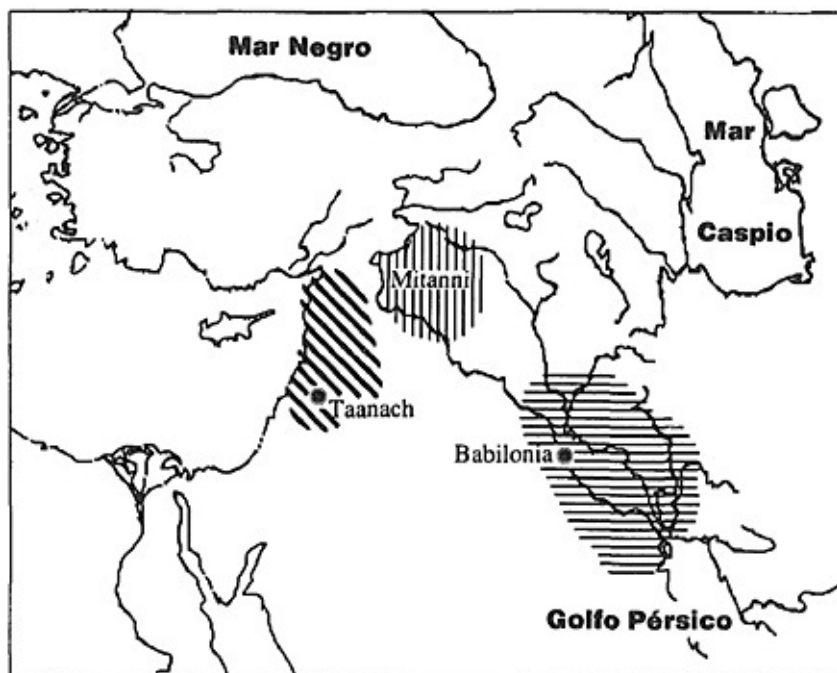 Mar Negro
Mar
Caspio
Mitanni
Taanach
Babilonia
Golfo Pérsico